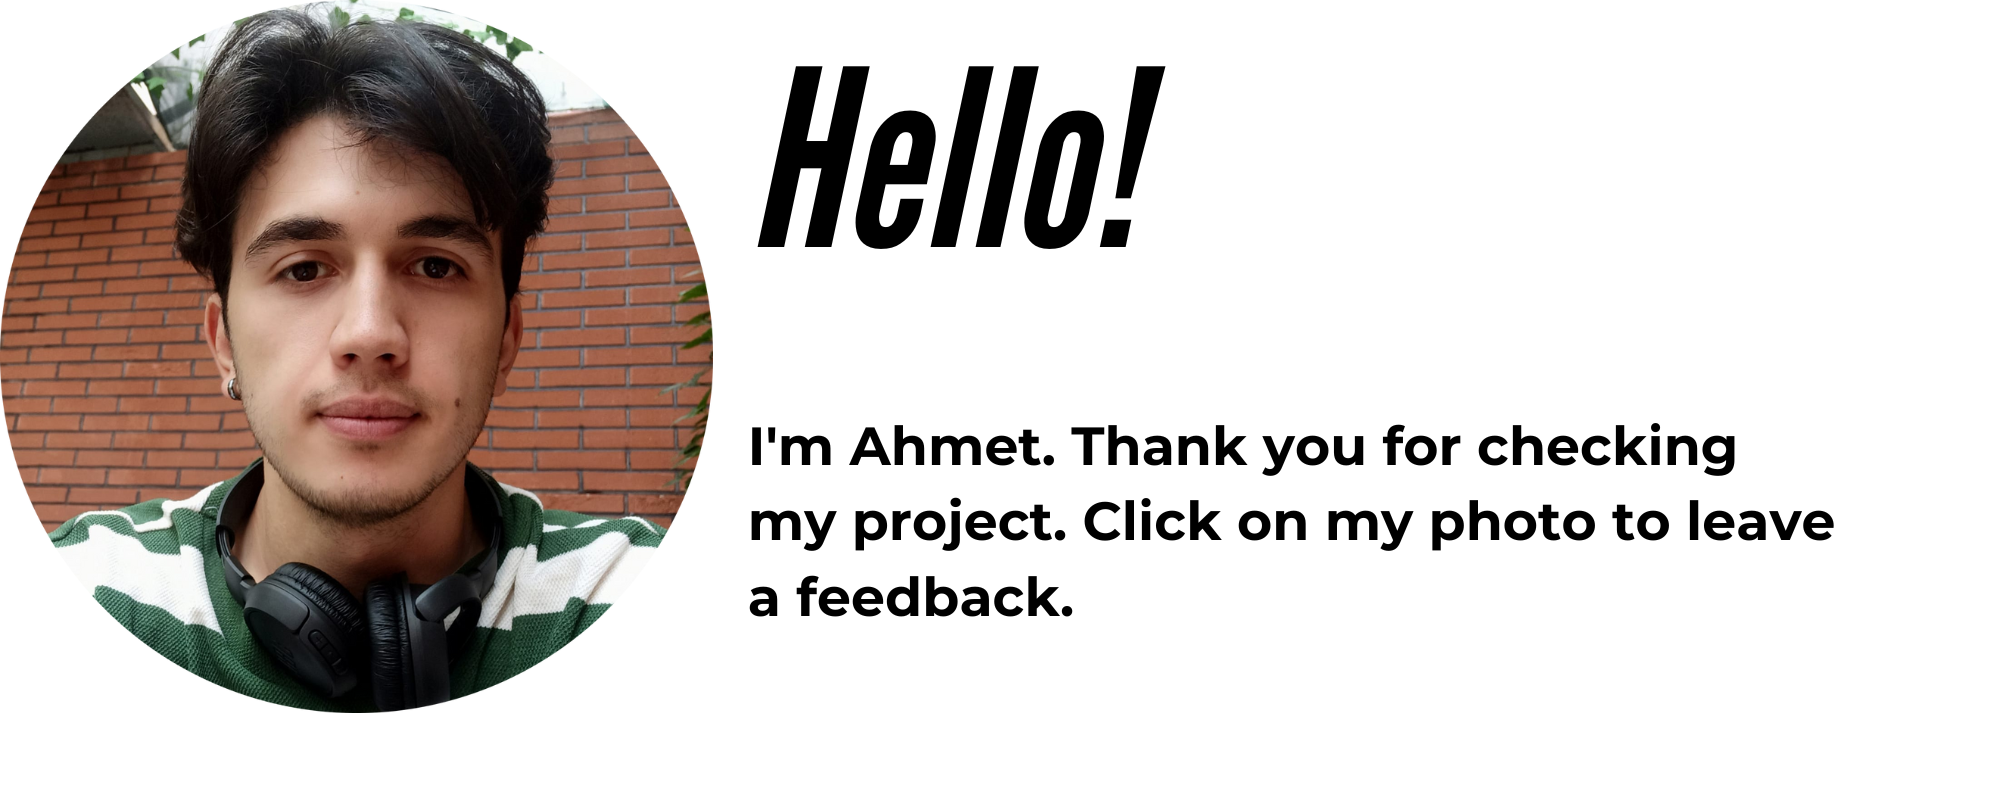 Hello!
I'm Ahmet. Thank you for checking
my project. Click on my photo to leave
a feedback.